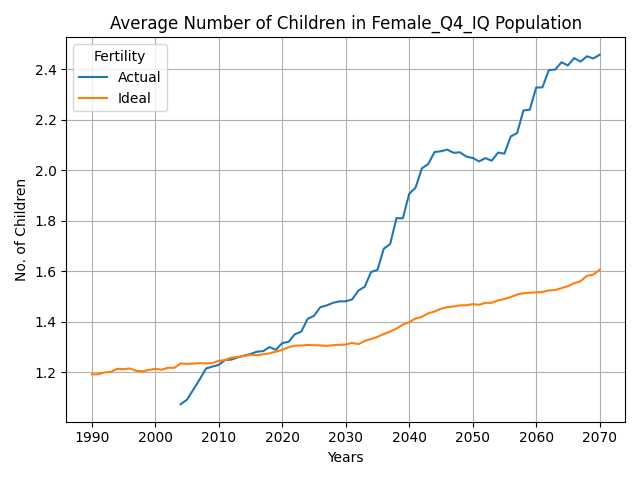 Average Number of Children in Female_Q4_IQ Population
Fertility
Actual
Ideal
No. of Children
2.4
2.2
2.0
1.8
1.6
1.4
1.2
1990 2000 2010 2020 2030 2040 2050 2060 2070
Years